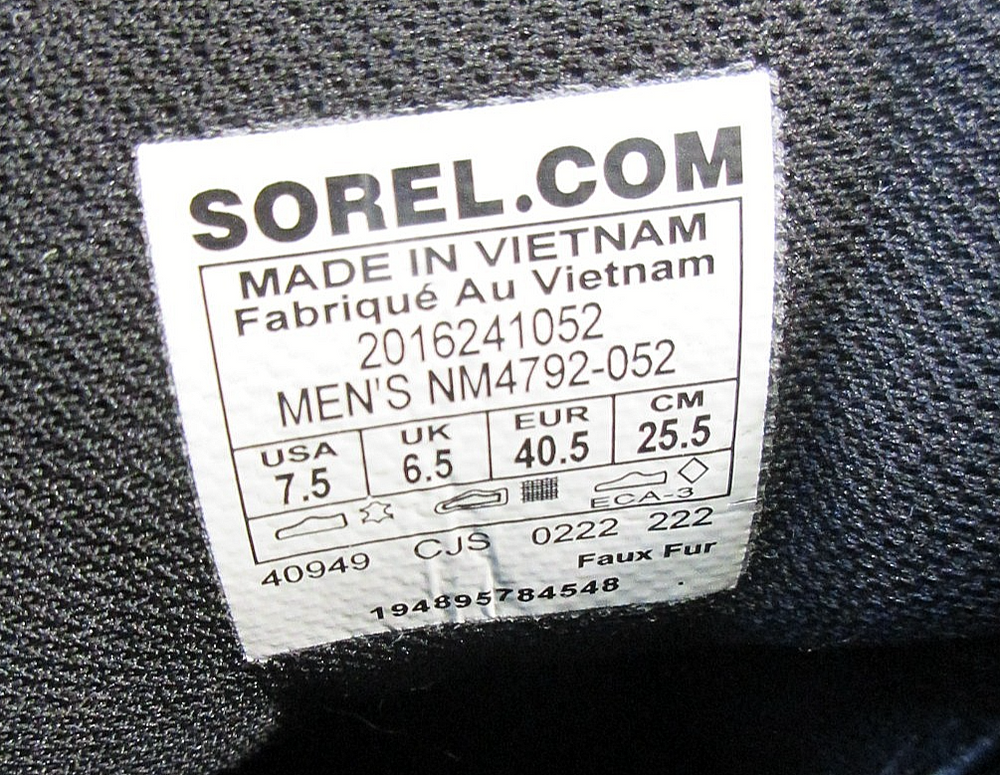 SOREL.COM
MADE IN VIETNAM
Fabriqué Au Vietnam
2016241052
MEN'S NM4792-052
USA UK EUR CM
7.5 6.5 40.5 25.5
ECA-3
40949 CJS 0222 222
Faux Fur
194895784548